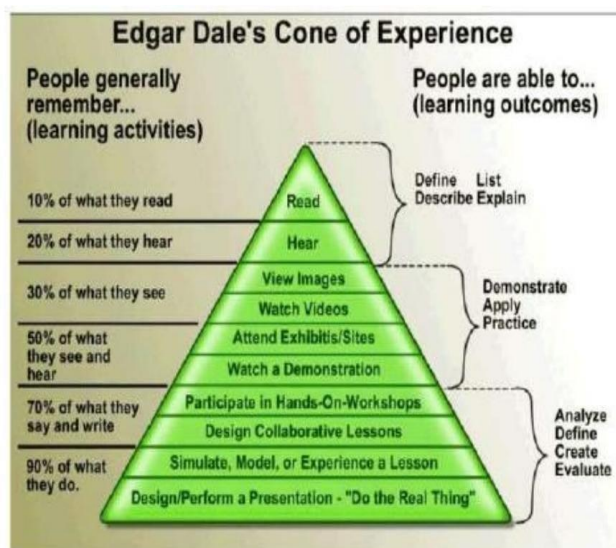 Edgar Dale's Cone of Experience
People generally
remember...
(learning activities)
People are able to...
(learning outcomes)
10% of what they read
20% of what they hear
30% of what they see
50% of what
they see and
hear
70% of what they
say and write
90% of what
they do.
Read
Hear
View Images
Watch Videos
Attend Exhibitis/Sites
Watch a Demonstration
Participate in Hands-On-Workshops
Design Collaborative Lessons
Simulate, Model, or Experience a Lesson
Design/Perform a Presentation - "Do the Real Thing"
Define List
Describe Explain
Demonstrate
Apply
Practice
Analyze
Define
Create
Evaluate